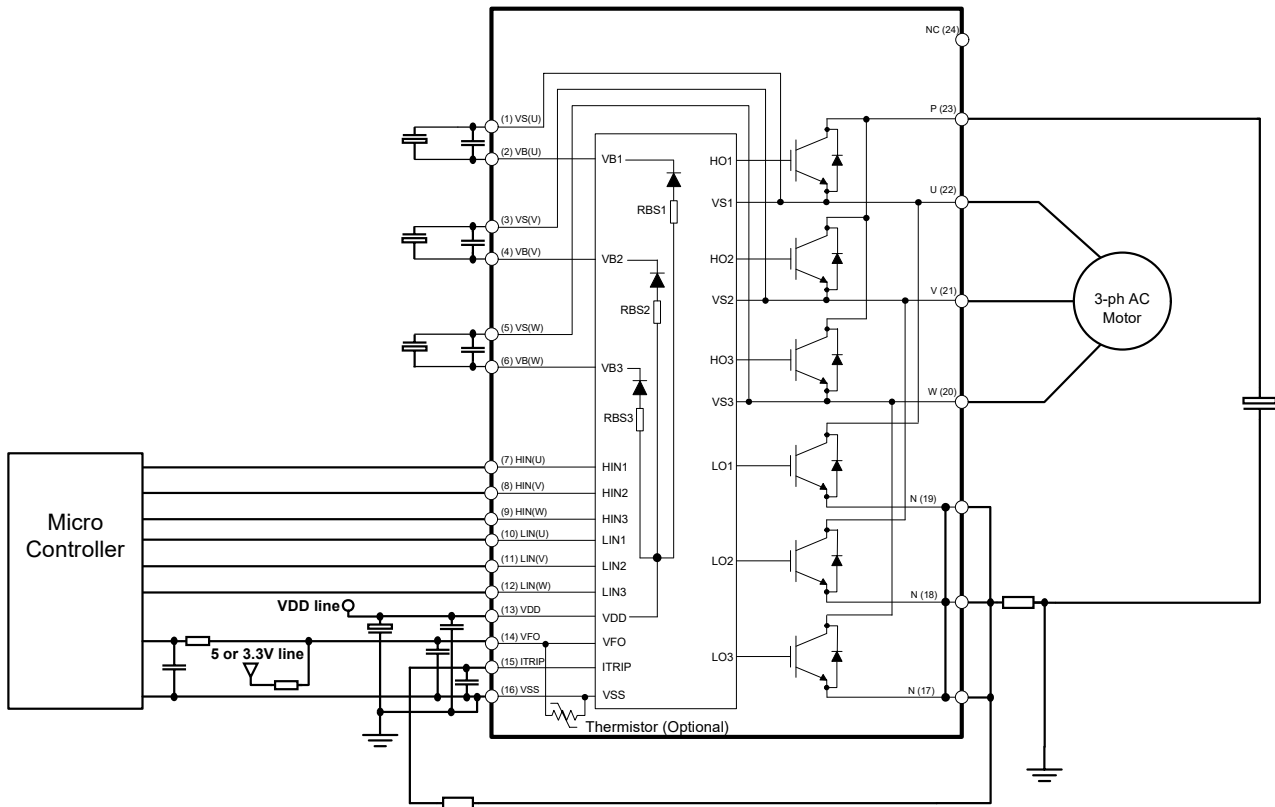 NC (24)
(1) VS(U)
P (23)
(2) VB(U)
VB1
HO1
RBS1
VS1
U (22)
(3) VS(V)
(4) VB(V)
VB2
HO2
RBS2
VS2
V (21)
3-ph AC
Motor
(5) VS(W)
(6) VB(W)
VB3
HO3
RBS3
VS3
W (20)
Micro
Controller
(7) HIN(U)
HIN1
LO1
(8) HIN(V)
HIN2
(9) HIN(W)
HIN3
N (19)
(10) LIN(U)
LIN1
(11) LIN(V)
LIN2
LO2
(12) LIN(W)
LIN3
N (18)
VDD line
(13) VDD
VDD
(14) VFO
VFO
5 or 3.3V line
(15) ITRIP
ITRIP
LO3
(16) VSS
VSS
N (17)
Thermistor (Optional)